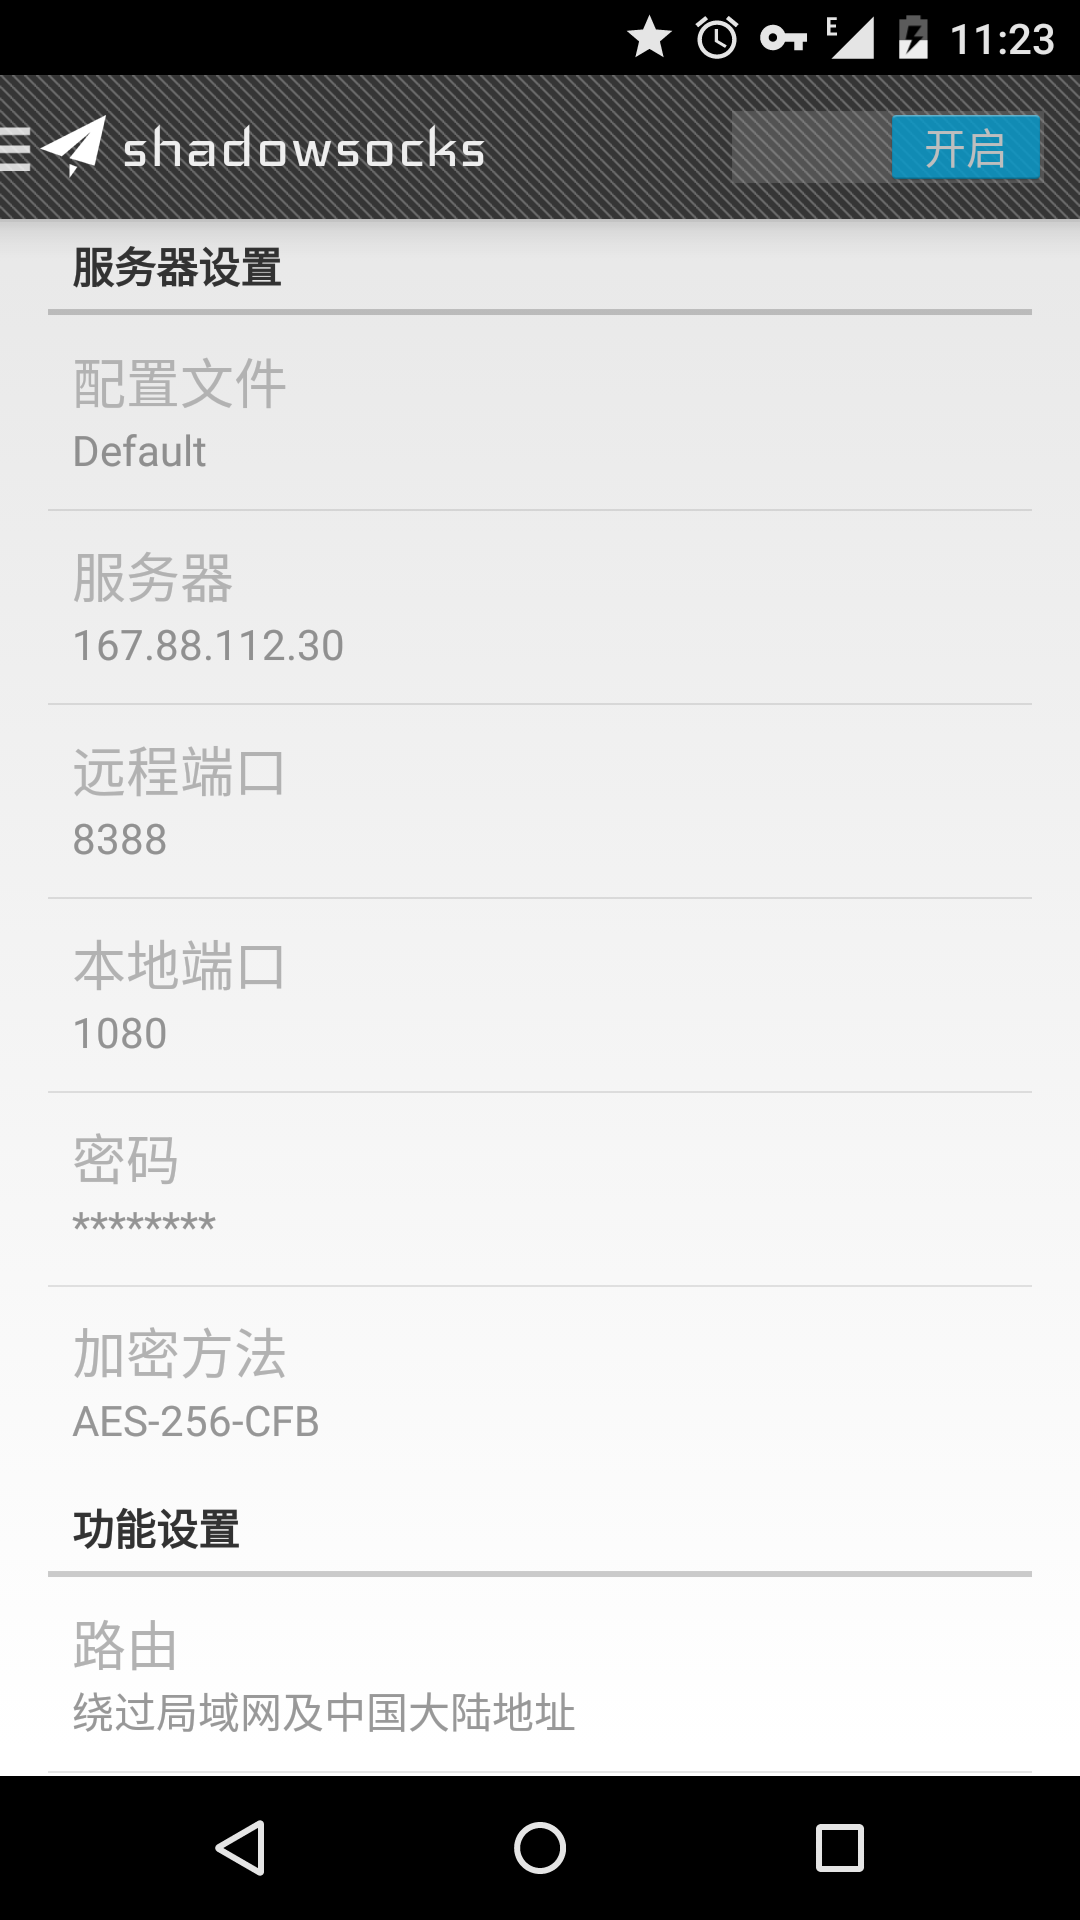 E 11:23
shadowsocks 开启
服务器设置
配置文件
Default
服务器
167.88.112.30
远程端口
8388
本地端口
1080
密码
********
加密方法
AES-256-CFB
功能设置
路由
绕过局域网及中国大陆地址